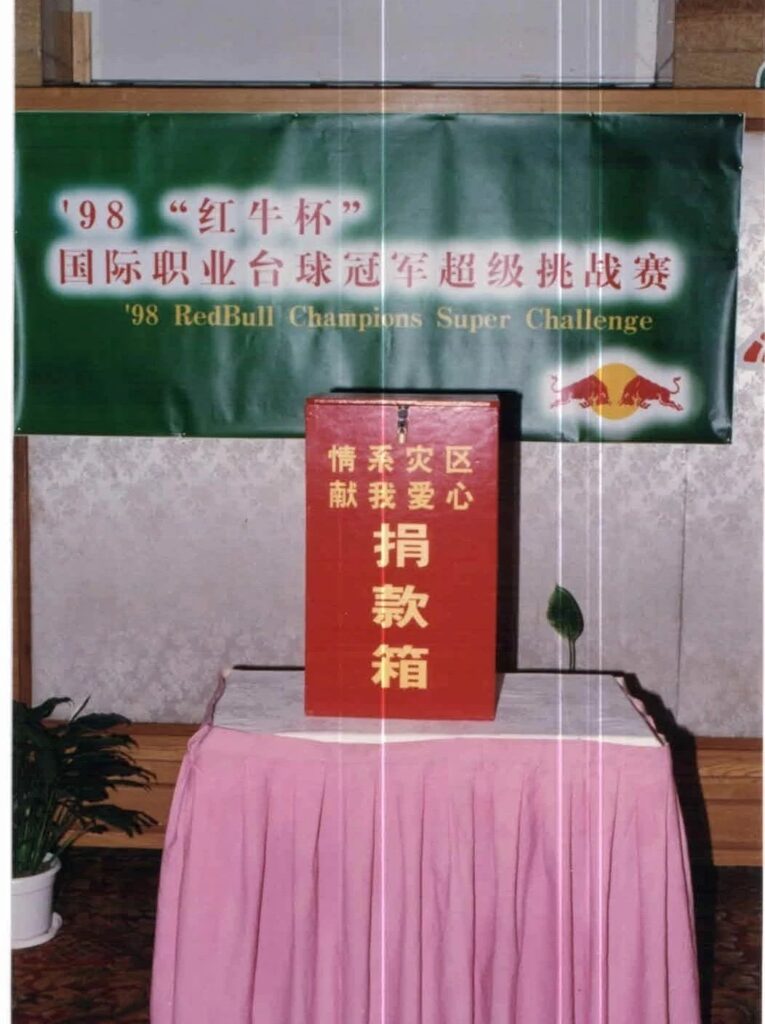 '98 “红牛杯”
国际职业台球冠军超级挑战赛
'98 RedBull Champions Super Challenge
情系灾区
献我爱心
捐
款
箱